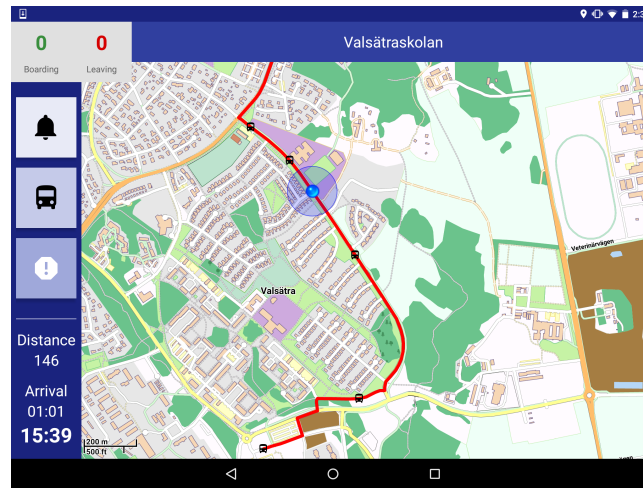 0 0 Valsätraskolan
Boarding Leaving
Veterinärvägen
Valsätra
Distance
146
Arrival
01:01
15:39
200 m
500 ft